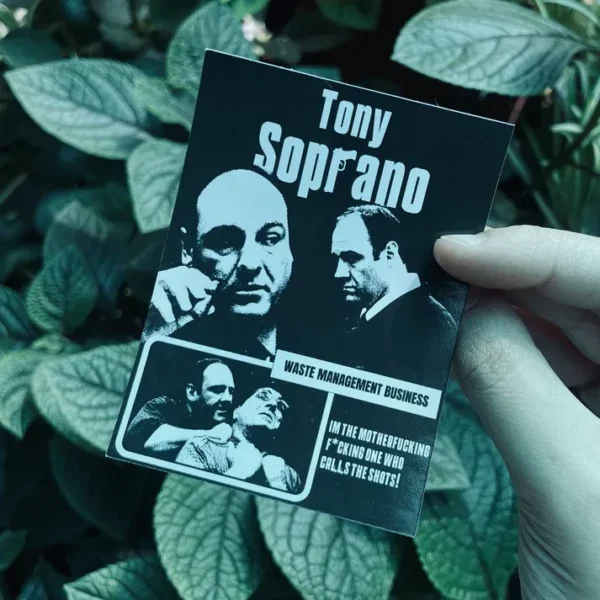 Tony
Soprano
WASTE MANAGEMENT BUSINESS
IM THE MOTHERFUCKING
F*CKING ONE WHO
CALLS THE SHOTS!